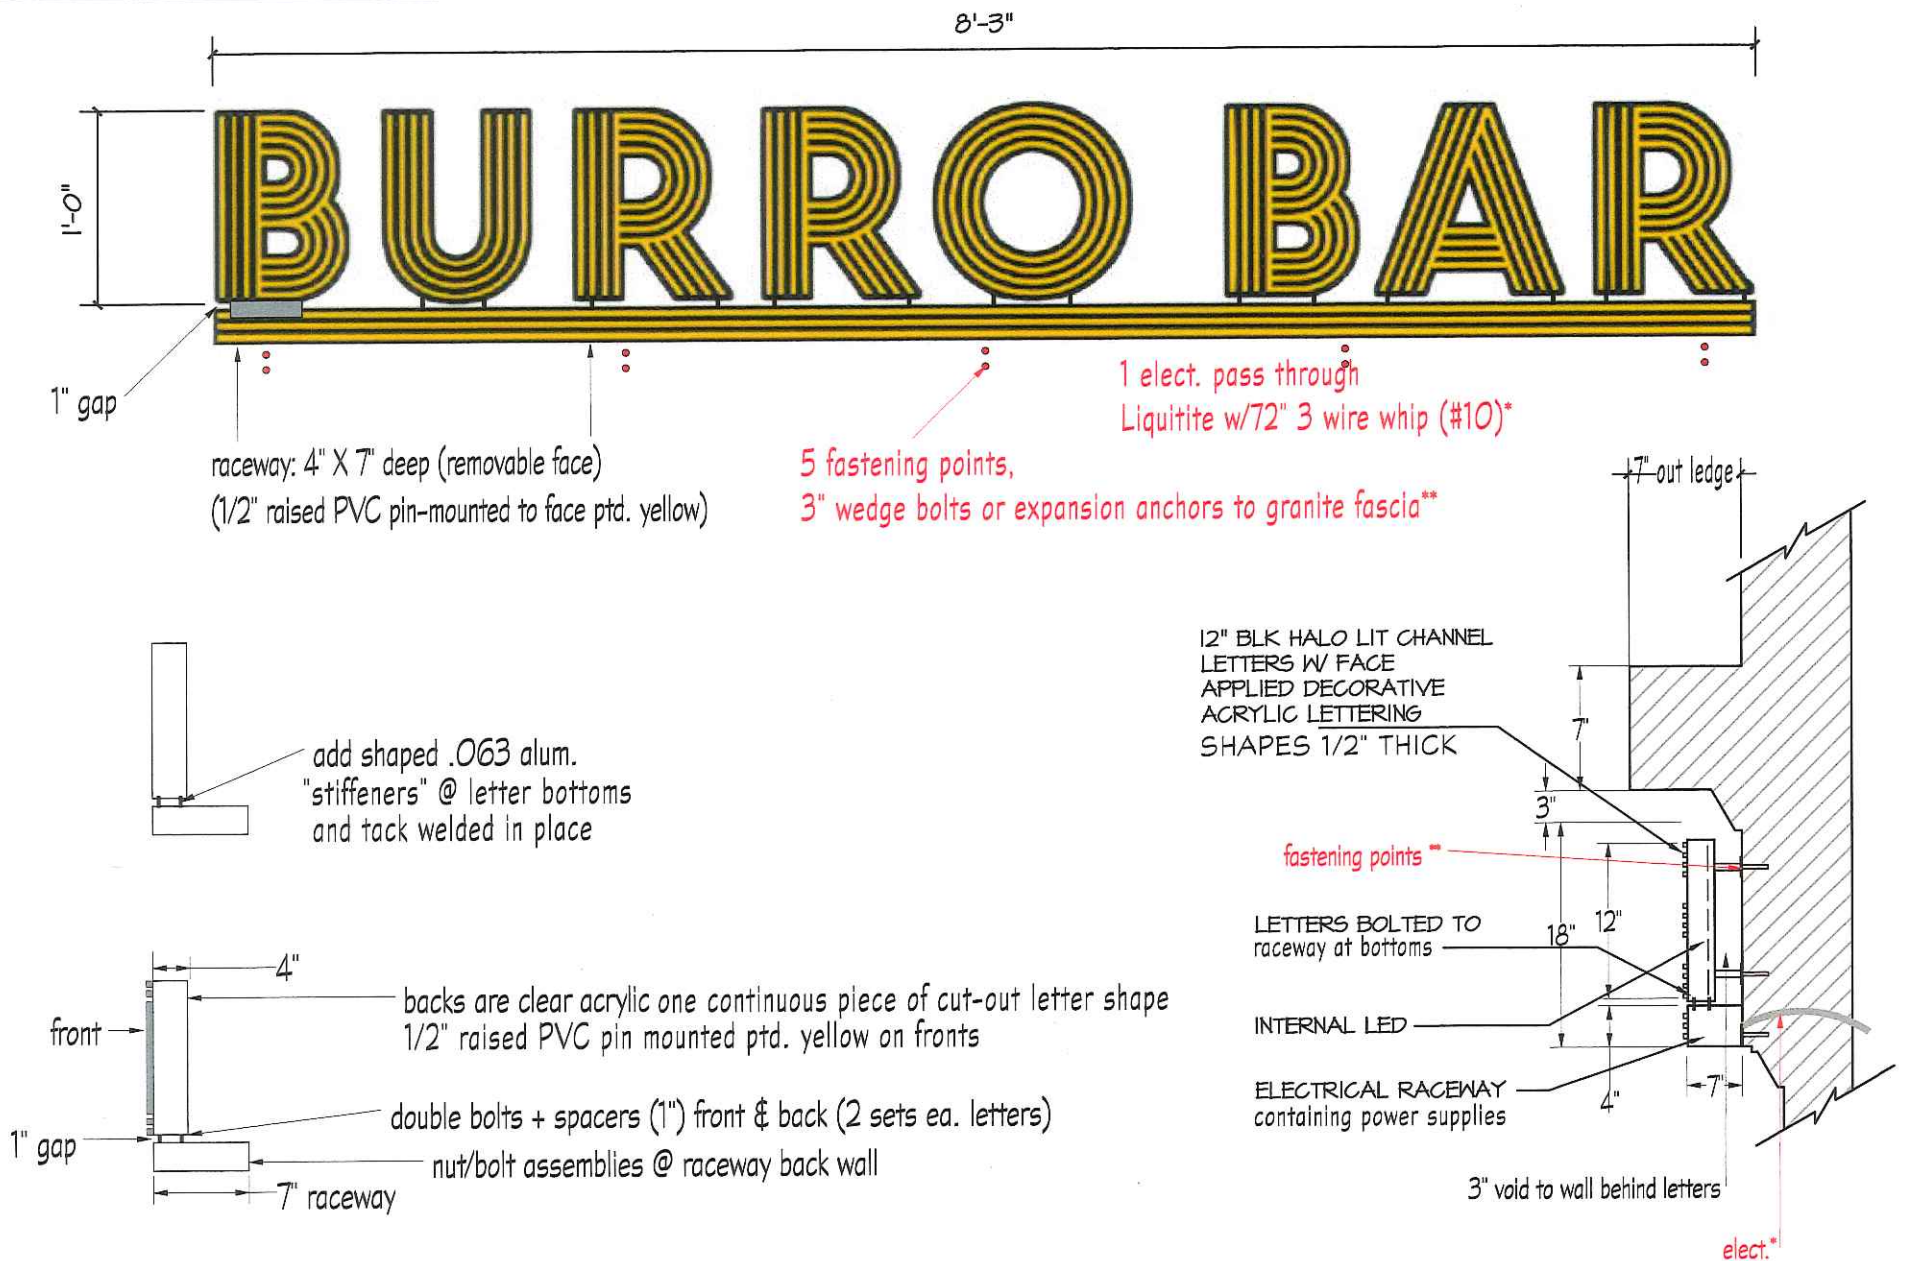 8'-3"
1'-0"
BURRO BAR
1" gap
raceway: 4" X 7" deep (removable face)
(1/2" raised PVC pin-mounted to face ptd. yellow)
1 elect. pass through
Liquitite w/72" 3 wire whip (#10)*
5 fastening points,
3" wedge bolts or expansion anchors to granite fascia**
7" out ledge
12" BLK HALO LIT CHANNEL
LETTERS W/ FACE
APPLIED DECORATIVE
ACRYLIC LETTERING
SHAPES 1/2" THICK
7"
3"
fastening points **
LETTERS BOLTED TO
raceway at bottoms
18"
12"
INTERNAL LED
ELECTRICAL RACEWAY
containing power supplies
4"
7"
3" void to wall behind letters
elect.*
add shaped .063 alum.
"stiffeners" @ letter bottoms
and tack welded in place
4"
front
backs are clear acrylic one continuous piece of cut-out letter shape
1/2" raised PVC pin mounted ptd. yellow on fronts
double bolts + spacers (1") front & back (2 sets ea. letters)
1" gap
nut/bolt assemblies @ raceway back wall
7" raceway